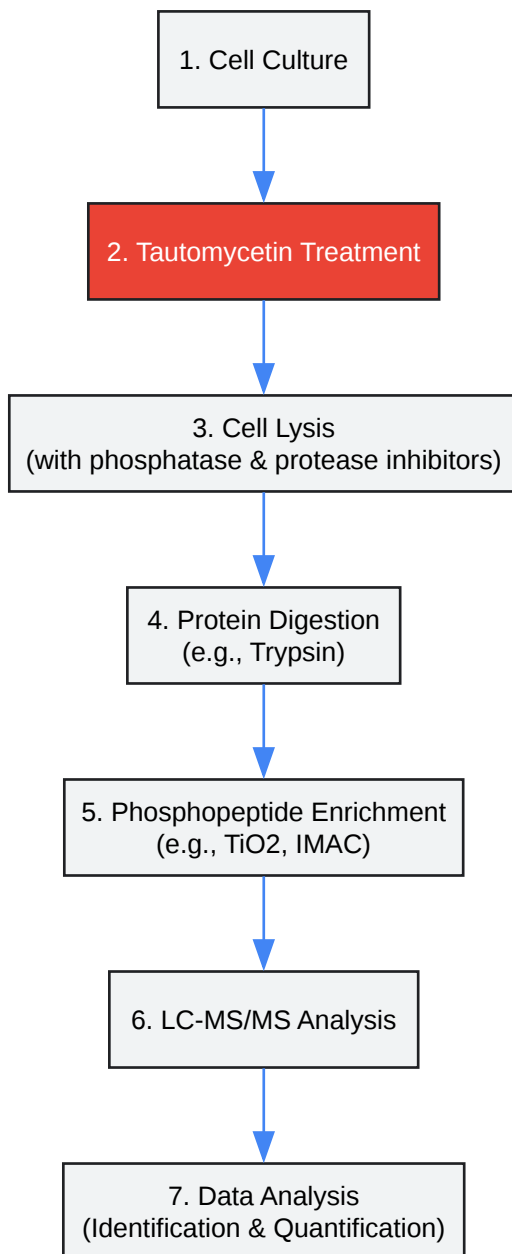 1. Cell Culture
2. Tautomycetin Treatment
3. Cell Lysis
(with phosphatase & protease inhibitors)
4. Protein Digestion
(e.g., Trypsin)
5. Phosphopeptide Enrichment
(e.g., TiO2, IMAC)
6. LC-MS/MS Analysis
7. Data Analysis
(Identification & Quantification)